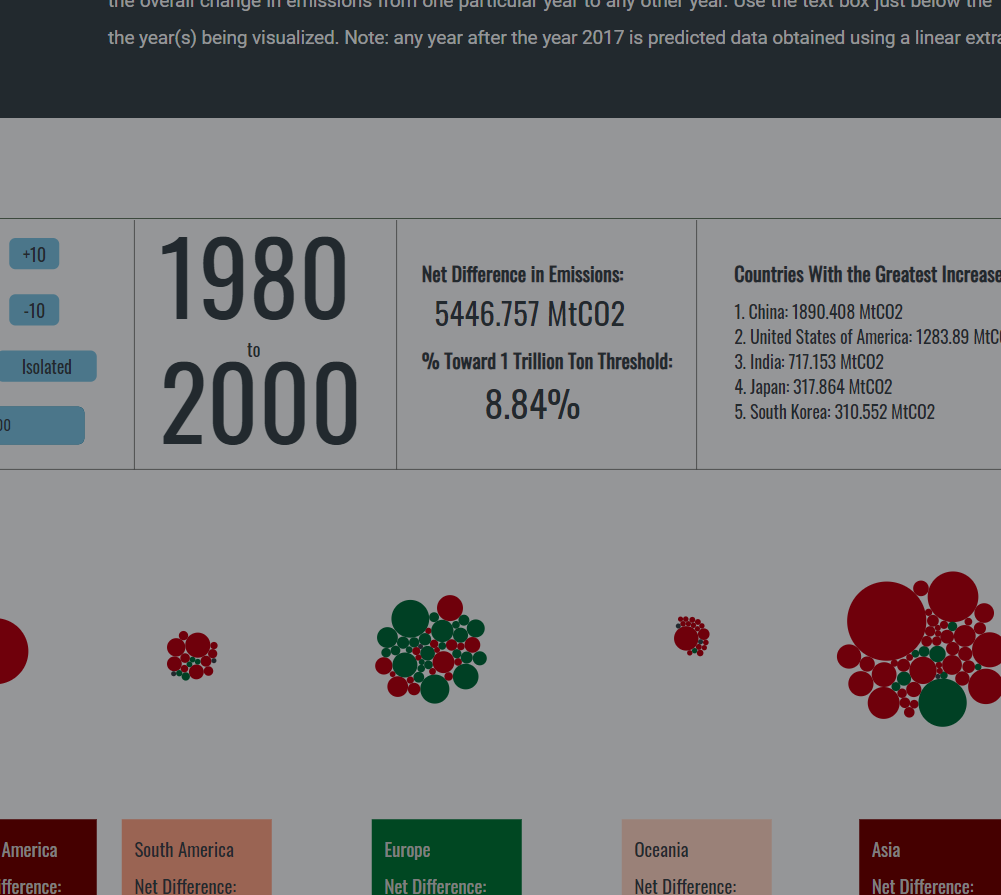 the overall change in emissions from one particular year to any other year. Use the text box just below the
the year(s) being visualized. Note: any year after the year 2017 is predicted data obtained using a linear extra
+10
-10
Isolated
00
1980
to
2000
Net Difference in Emissions:
5446.757 MtCO2
% Toward 1 Trillion Ton Threshold:
8.84%
Countries With the Greatest Increase
1. China: 1890.408 MtCO2
2. United States of America: 1283.89 MtCO
3. India: 717.153 MtCO2
4. Japan: 317.864 MtCO2
5. South Korea: 310.552 MtCO2
America
ifference:
South America
Net Difference:
Europe
Net Difference:
Oceania
Net Difference:
Asia
Net Difference: